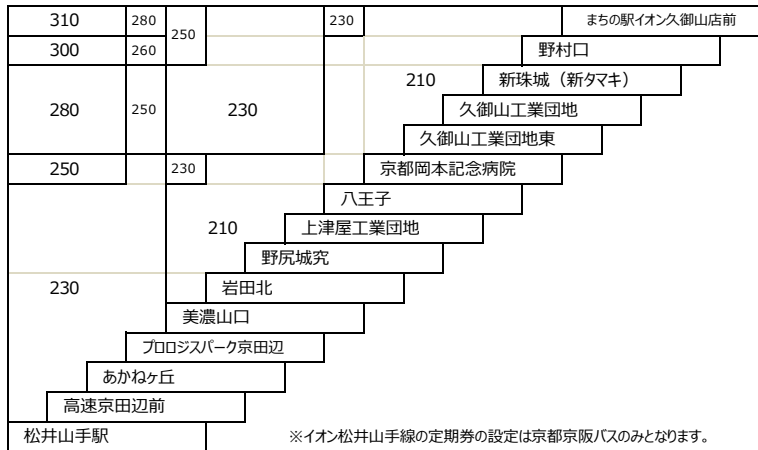 310 280 250 230 まちの駅イオン久御山店前
300 260 野村口
210 新珠城（新タマキ）
280 250 230 久御山工業団地
久御山工業団地東
250 230 京都岡本記念病院
八王子
210 上津屋工業団地
野尻城究
230 岩田北
美濃山口
プロロジスパーク京田辺
あかねヶ丘
高速京田辺前
松井山手駅 ※イオン松井山手線の定期券の設定は京都京阪バスのみとなります。